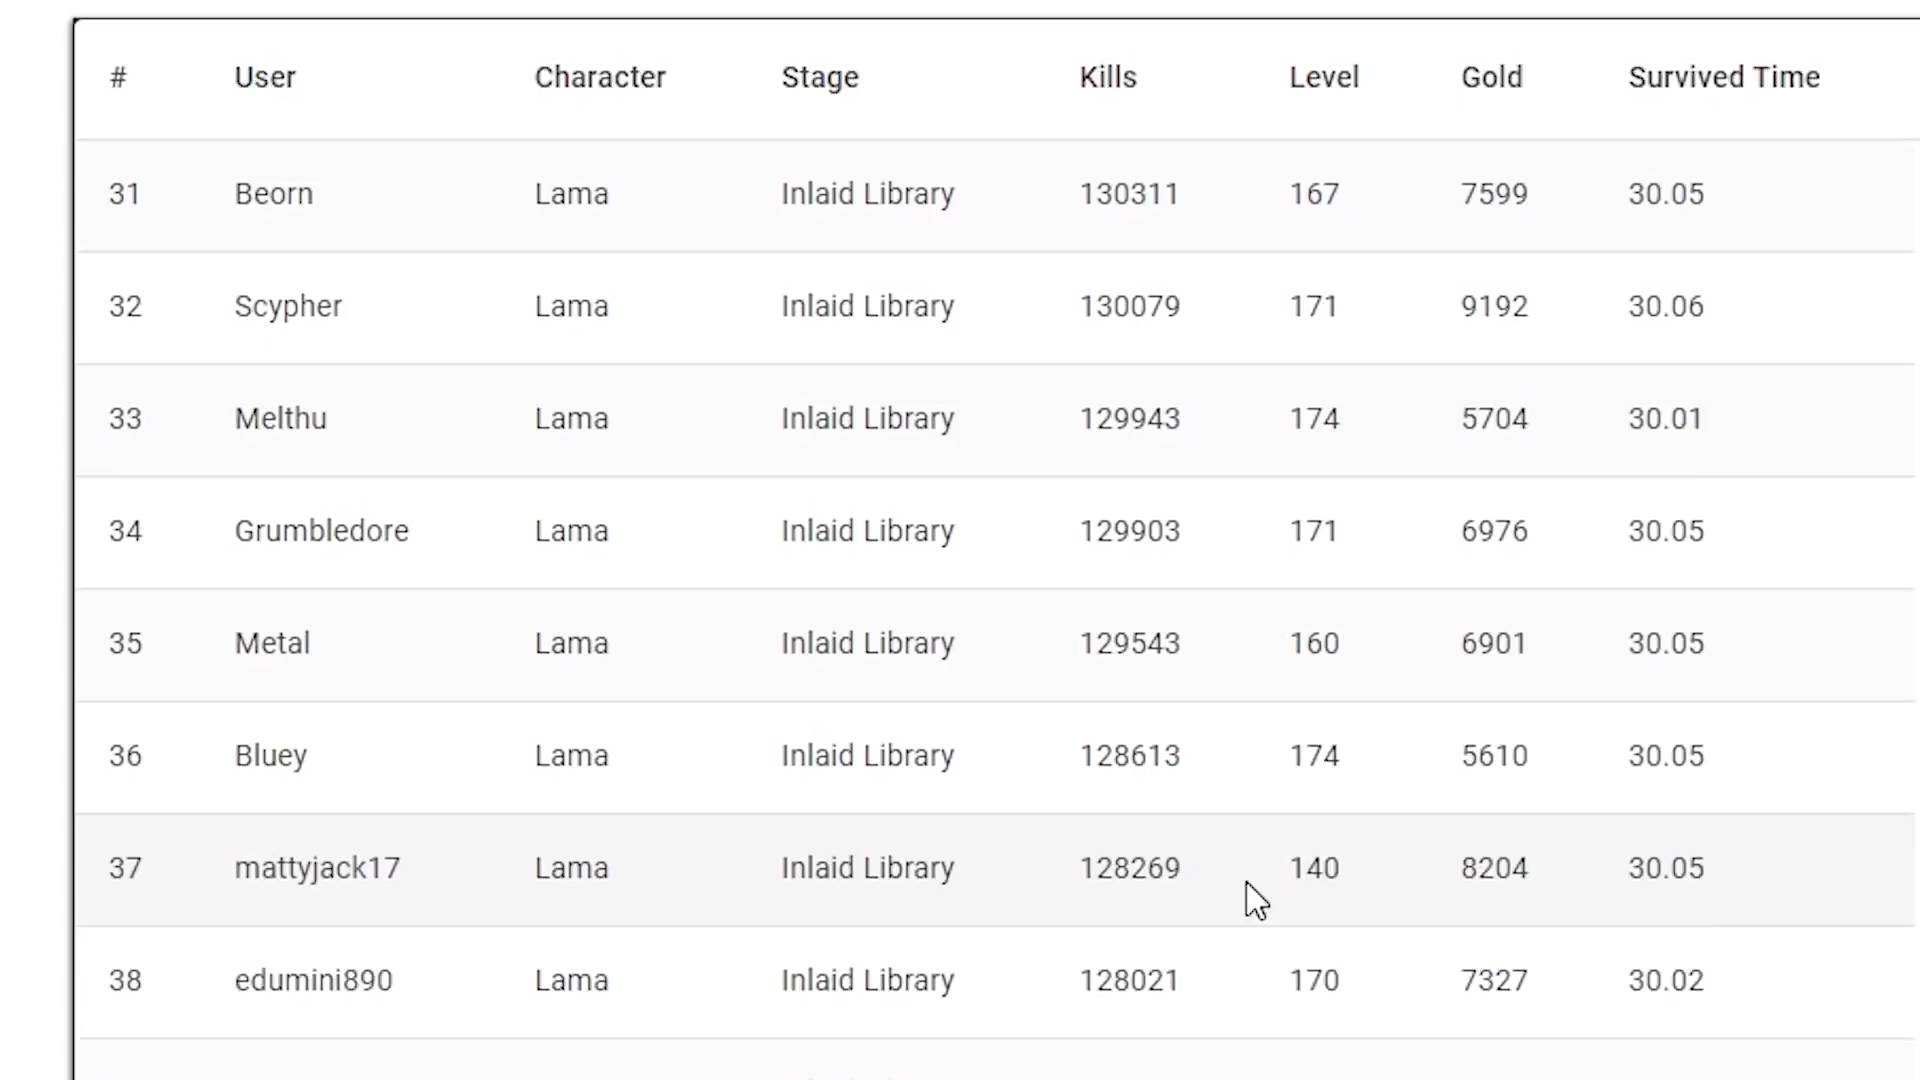 # User Character Stage Kills Level Gold Survived Time
31 Beorn Lama Inlaid Library 130311 167 7599 30.05
32 Scypher Lama Inlaid Library 130079 171 9192 30.06
33 Melthu Lama Inlaid Library 129943 174 5704 30.01
34 Grumbledore Lama Inlaid Library 129903 171 6976 30.05
35 Metal Lama Inlaid Library 129543 160 6901 30.05
36 Bluey Lama Inlaid Library 128613 174 5610 30.05
37 mattyjack17 Lama Inlaid Library 128269 140 8204 30.05
38 edumini890 Lama Inlaid Library 128021 170 7327 30.02